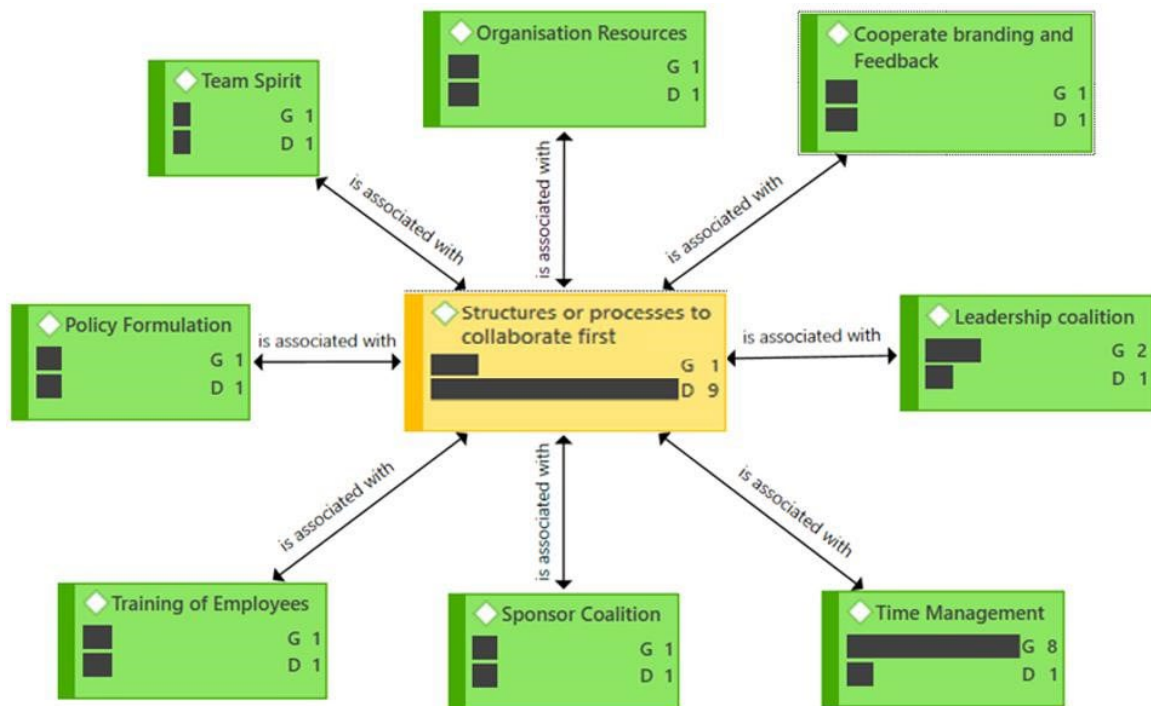 Organisation Resources
G 1
D 1
Cooperate branding and
Feedback
G 1
D 1
Team Spirit
G 1
D 1
is associated with
is associated with
is associated with
Policy Formulation
G 1
D 1
is associated with
Structures or processes to
collaborate first
G 1
D 9
is associated with
Leadership coalition
G 2
D 1
is associated with
is associated with
is associated with
Training of Employees
G 1
D 1
Sponsor Coalition
G 1
D 1
Time Management
G 8
D 1